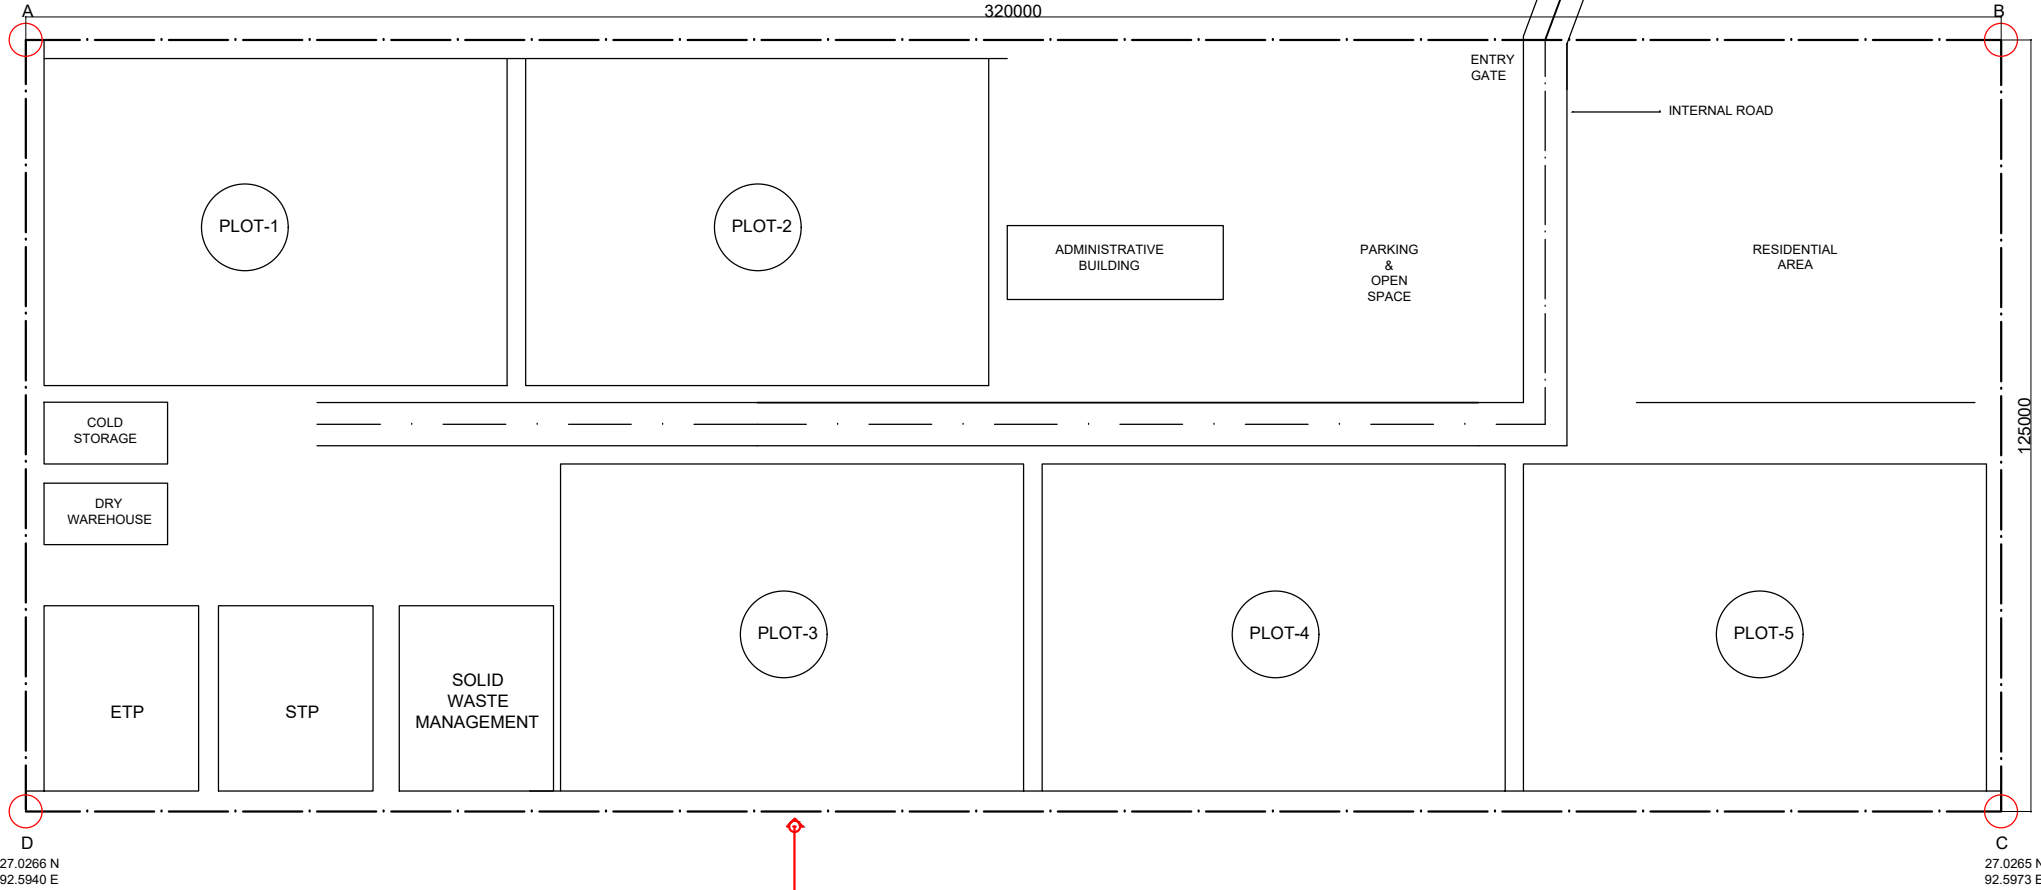 A
320000
B
ENTRY
GATE
INTERNAL ROAD
PLOT-1
PLOT-2
ADMINISTRATIVE
BUILDING
PARKING
&
OPEN
SPACE
RESIDENTIAL
AREA
COLD
STORAGE
125000
DRY
WAREHOUSE
PLOT-3
PLOT-4
PLOT-5
ETP
STP
SOLID
WASTE
MANAGEMENT
D
27.0266 N
92.5940 E
C
27.0265 N
92.5973 E